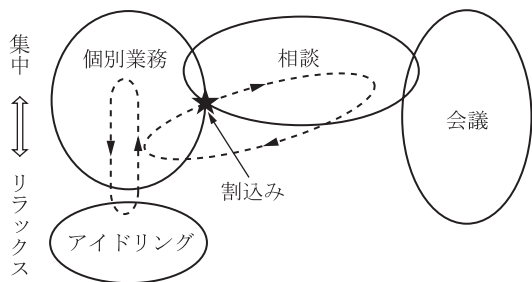 集中
リラックス
個別業務
相談
会議
割込み
アイドリング